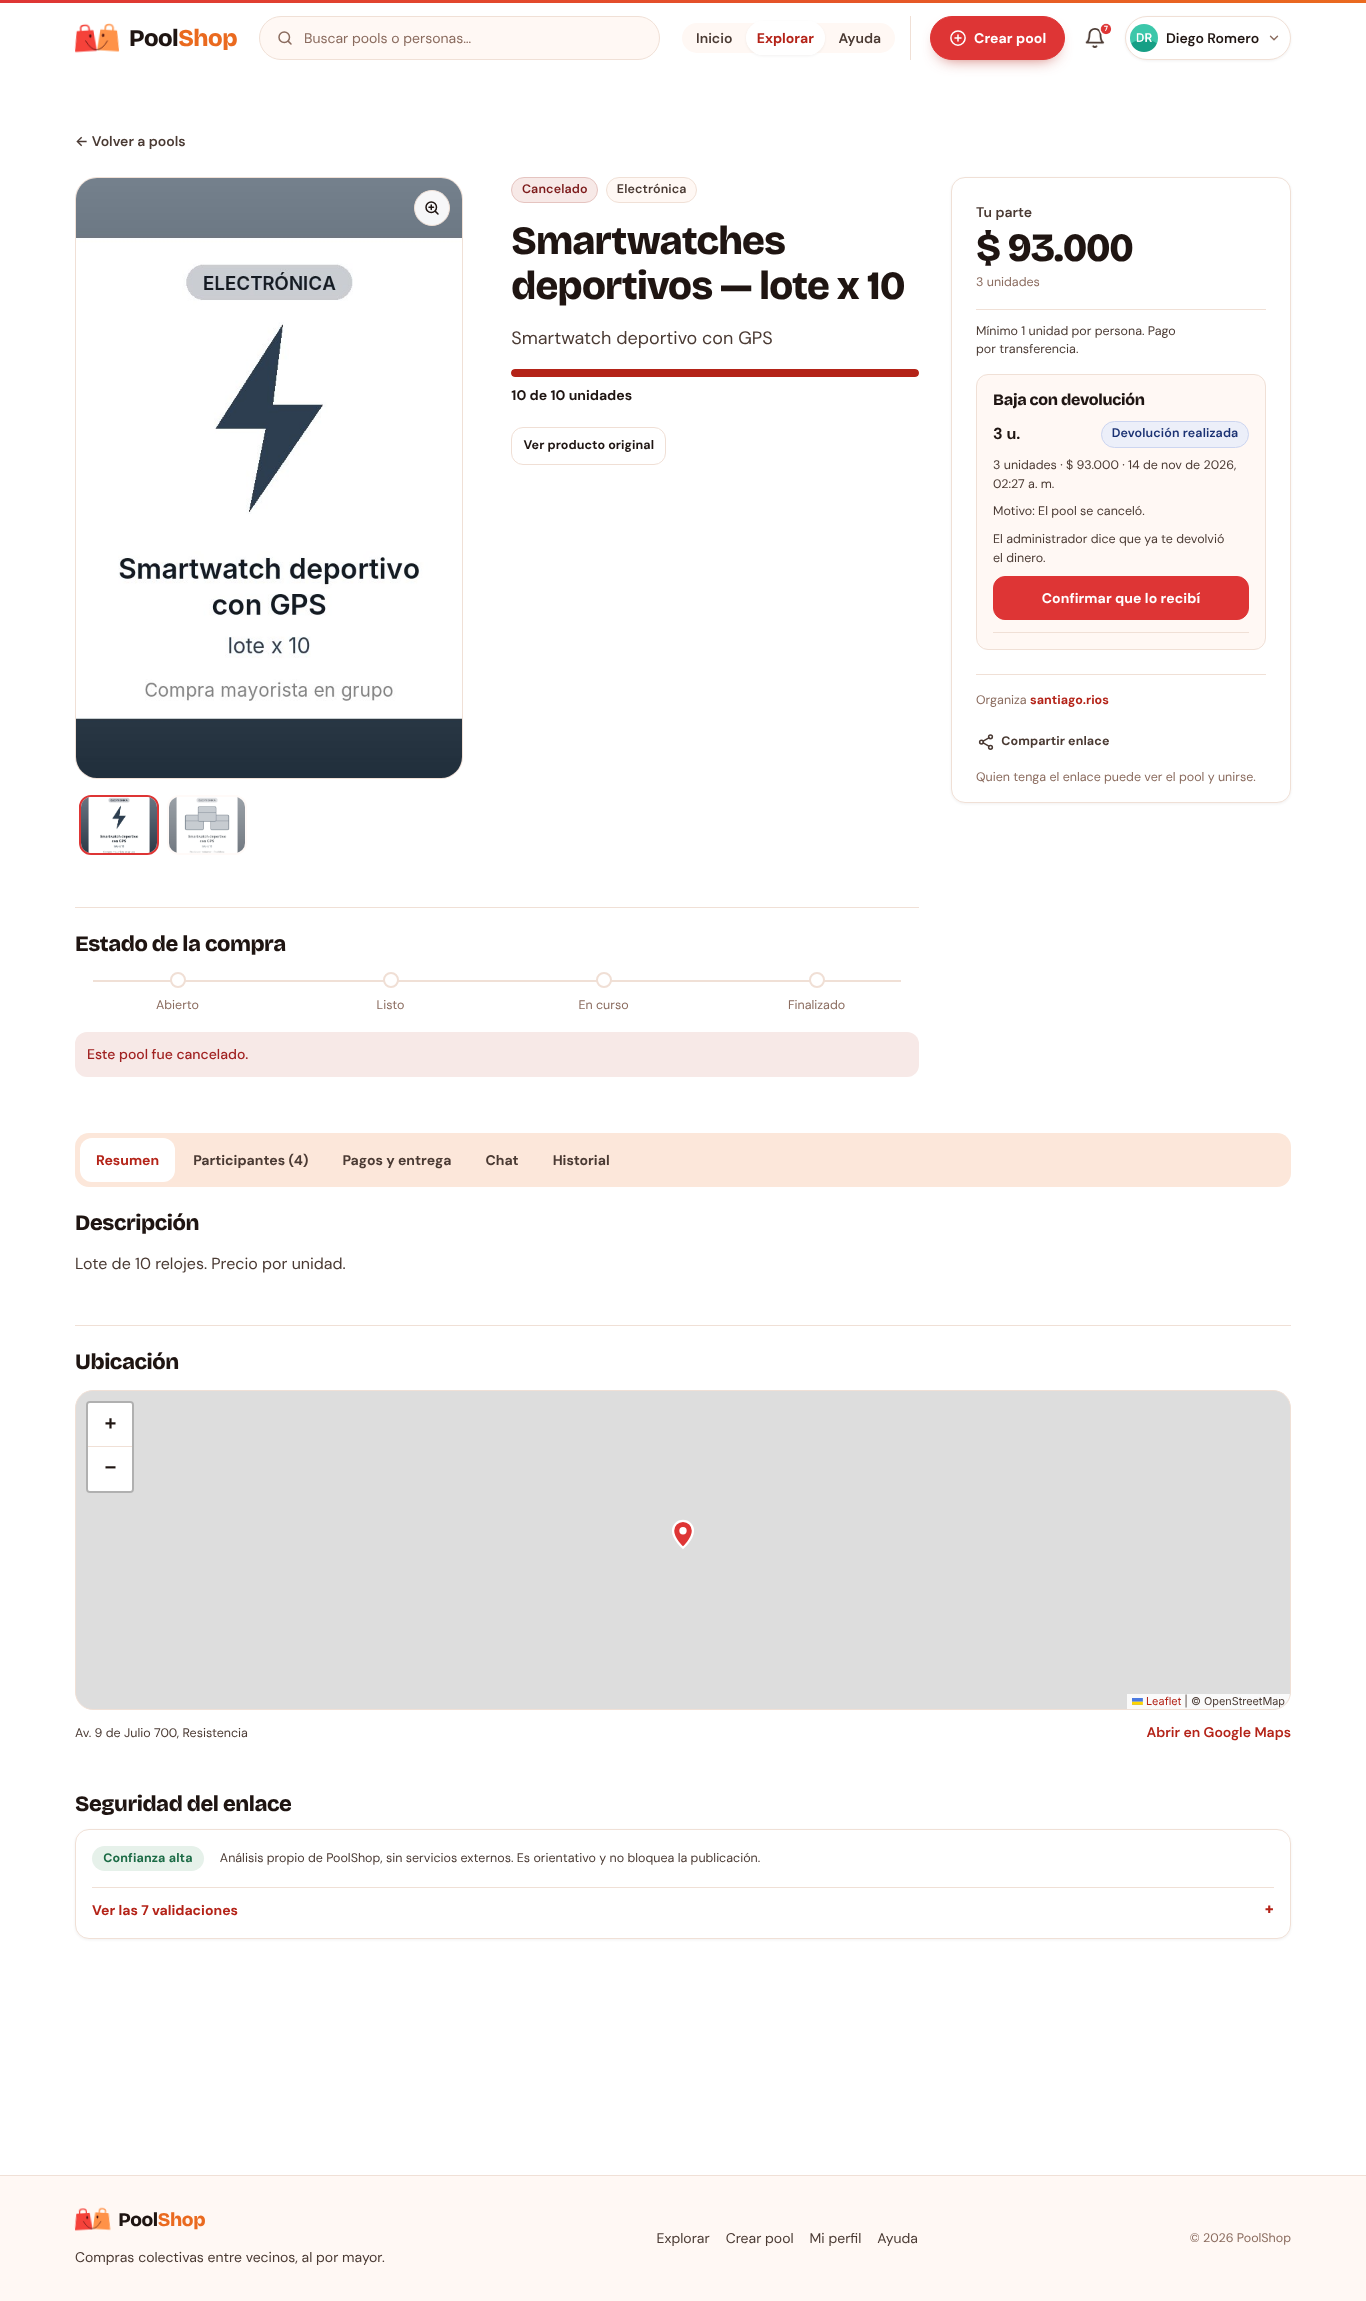 PoolShop
Buscar pools o personas...
Inicio
Explorar
Ayuda
Crear pool
7
DR
Diego Romero
← Volver a pools
ELECTRÓNICA
Smartwatch deportivo
con GPS
lote x 10
Compra mayorista en grupo
Cancelado
Electrónica
Smartwatches
deportivos — lote x 10
Smartwatch deportivo con GPS
10 de 10 unidades
Ver producto original
Tu parte
$ 93.000
3 unidades
Mínimo 1 unidad por persona. Pago
por transferencia.
Baja con devolución
3 u.
Devolución realizada
3 unidades · $ 93.000 · 14 de nov de 2026,
02:27 a. m.
Motivo: El pool se canceló.
El administrador dice que ya te devolvió
el dinero.
Confirmar que lo recibí
Organiza santiago.rios
Compartir enlace
Quien tenga el enlace puede ver el pool y unirse.
Smartwatch deportivo
con GPS
Smartwatch deportivo
con GPS
Estado de la compra
Abierto
Listo
En curso
Finalizado
Este pool fue cancelado.
Resumen
Participantes (4)
Pagos y entrega
Chat
Historial
Descripción
Lote de 10 relojes. Precio por unidad.
Ubicación
+
−
Leaflet | © OpenStreetMap
Av. 9 de Julio 700, Resistencia
Abrir en Google Maps
Seguridad del enlace
Confianza alta
Análisis propio de PoolShop, sin servicios externos. Es orientativo y no bloquea la publicación.
Ver las 7 validaciones
+
PoolShop
Compras colectivas entre vecinos, al por mayor.
Explorar
Crear pool
Mi perfil
Ayuda
© 2026 PoolShop